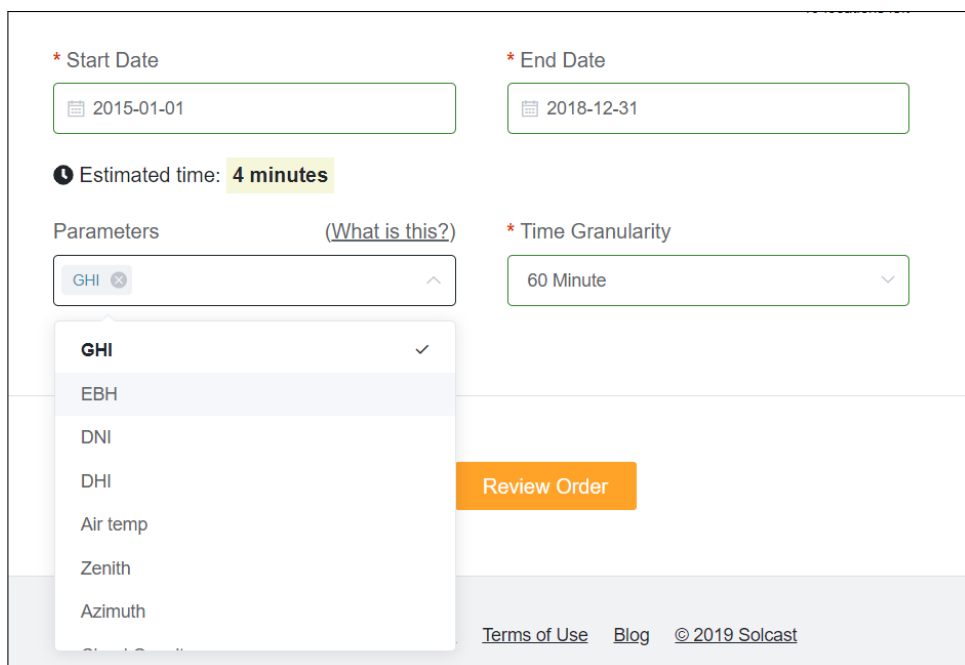 * Start Date
* End Date
2015-01-01
2018-12-31
Estimated time: 4 minutes
Parameters
(What is this?)
* Time Granularity
GHI
60 Minute
GHI
EBH
DNI
DHI
Review Order
Air temp
Zenith
Azimuth
Terms of Use Blog © 2019 Solcast